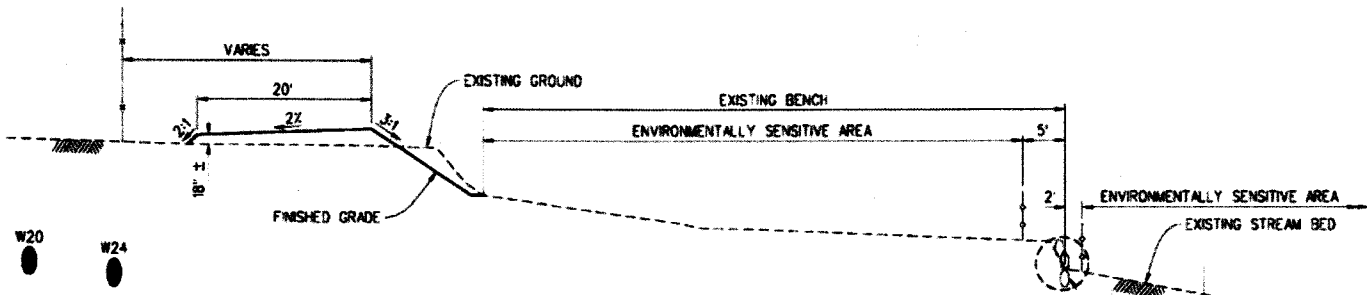 VARIES
20'
EXISTING GROUND
EXISTING BENCH
2:1
2%
3:1
ENVIRONMENTALLY SENSITIVE AREA
5'
18" ±
2'
ENVIRONMENTALLY SENSITIVE AREA
FINISHED GRADE
EXISTING STREAM BED
W20
W24